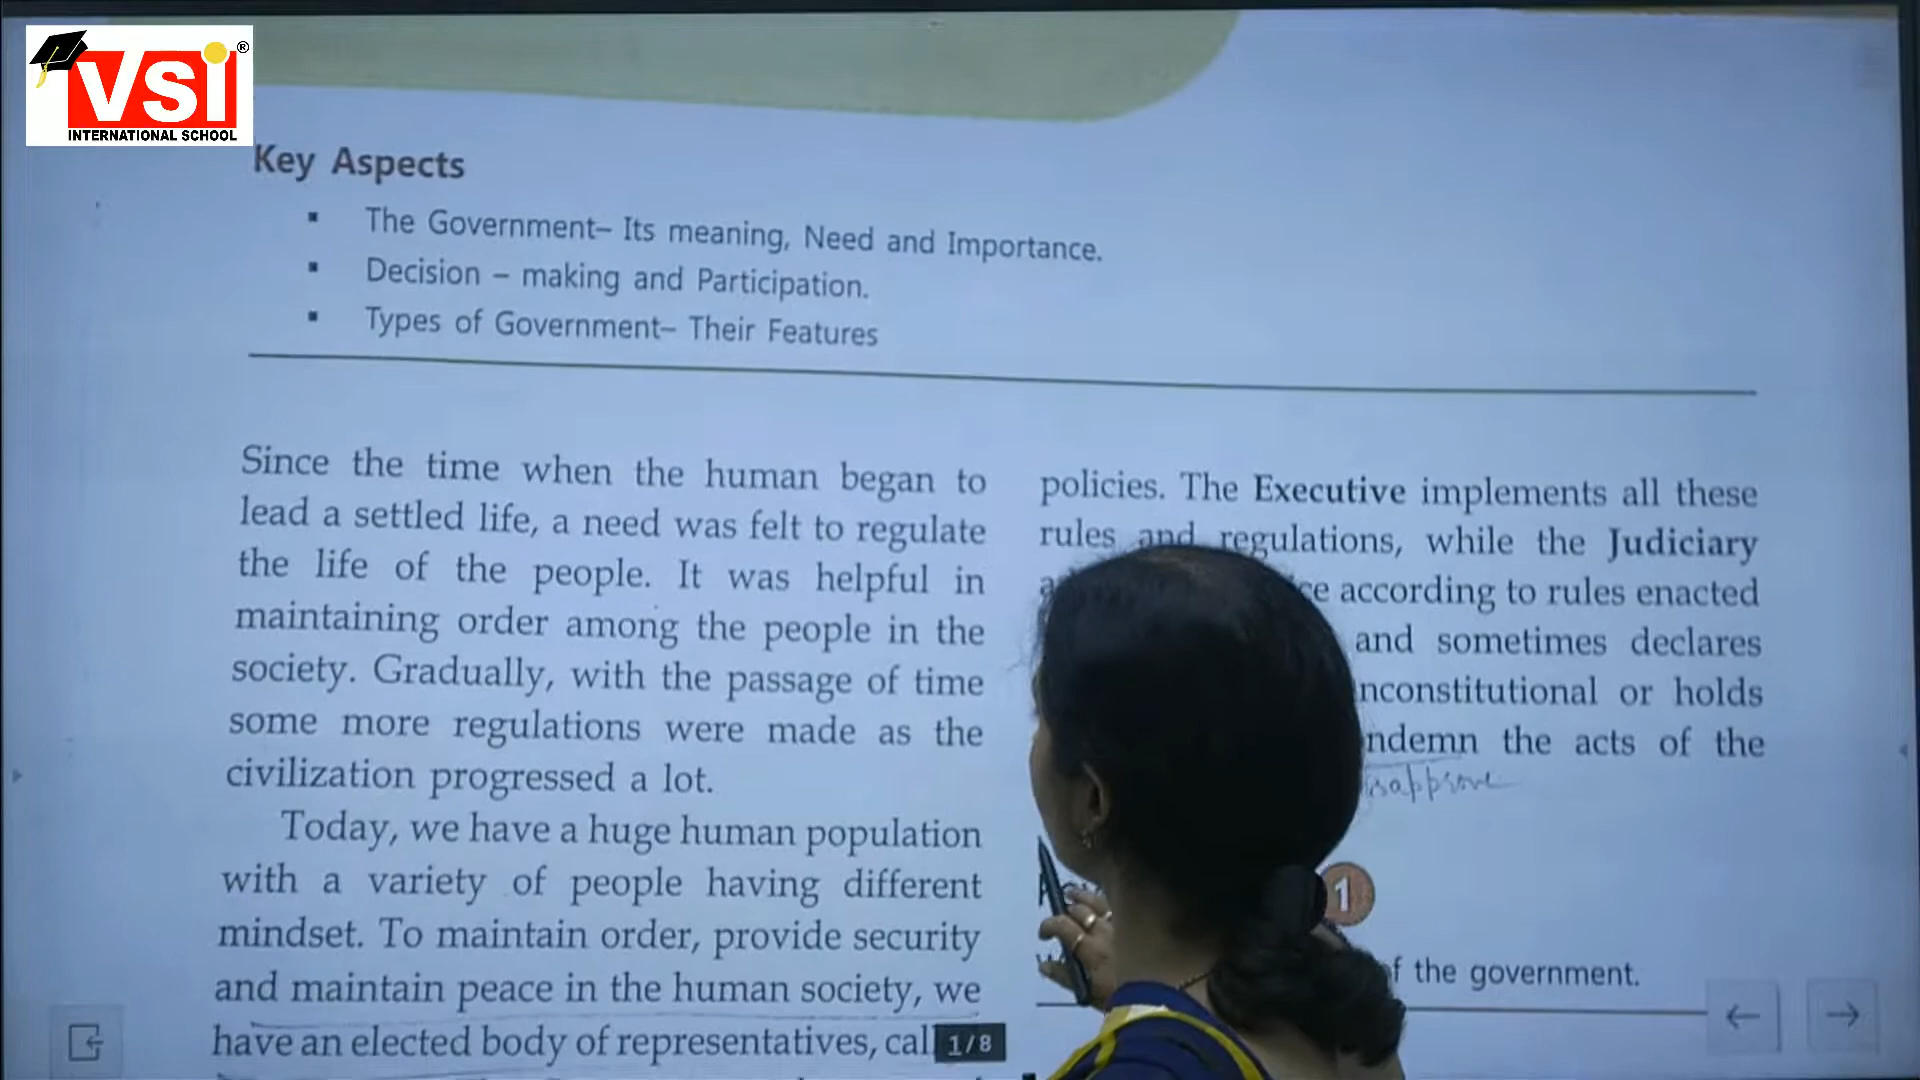 VSI ®
INTERNATIONAL SCHOOL
Key Aspects
▪ The Government– Its meaning, Need and Importance.
▪ Decision – making and Participation.
▪ Types of Government– Their Features
Since the time when the human began to
lead a settled life, a need was felt to regulate
the life of the people. It was helpful in
maintaining order among the people in the
society. Gradually, with the passage of time
some more regulations were made as the
civilization progressed a lot.
Today, we have a huge human population
with a variety of people having different
mindset. To maintain order, provide security
and maintain peace in the human society, we
have an elected body of representatives,
1/8
policies. The Executive implements all these
rules and regulations, while the Judiciary
according to rules enacted
and sometimes declares
or holds
the acts of the
1
the government.